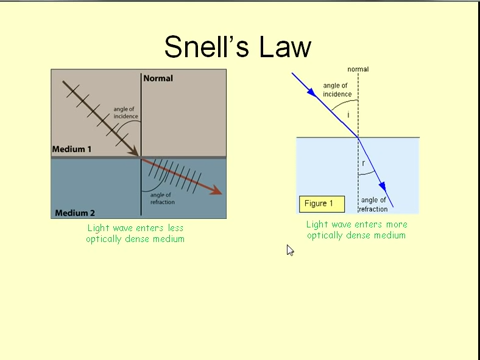 Snell's Law
Normal
angle of
incidence
Medium 1
angle of
refraction
Medium 2
Light wave enters less
optically dense medium
normal
angle of
incidence
i
r
Figure 1
angle of
refraction
Light wave enters more
optically dense medium